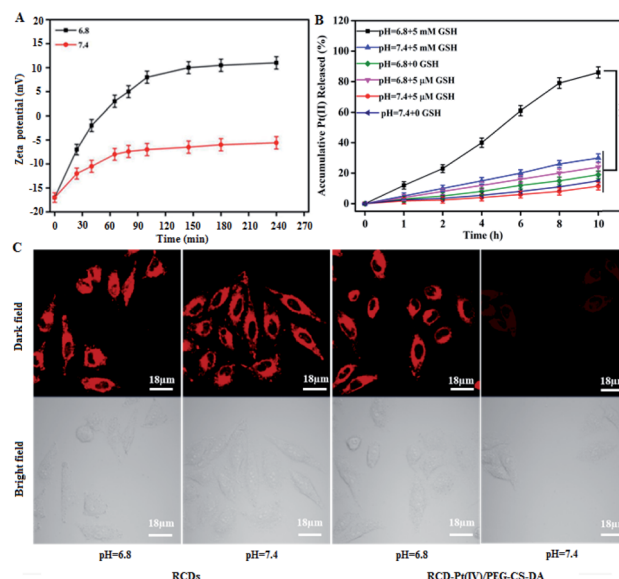 A
6.8
7.4
Zeta potential (mV)
20
15
10
5
0
-5
-10
-15
-20
0 30 60 90 120 150 180 210 240 270
Time (min)
B
pH=6.8+5 mM GSH
pH=7.4+5 mM GSH
pH=6.8+0 GSH
pH=6.8+5 μM GSH
pH=7.4+5 μM GSH
pH=7.4+0 GSH
Accumulative Pt(II) Released (%)
100
80
60
40
20
0
0 1 2 4 6 8 10
Time (h)
C
Dark field
18μm 18μm 18μm 18μm
Bright field
18μm 18μm 18μm 18μm
pH=6.8 pH=7.4 pH=6.8 pH=7.4
RCDs RCD-Pt(IV)/PEG-CS-DA